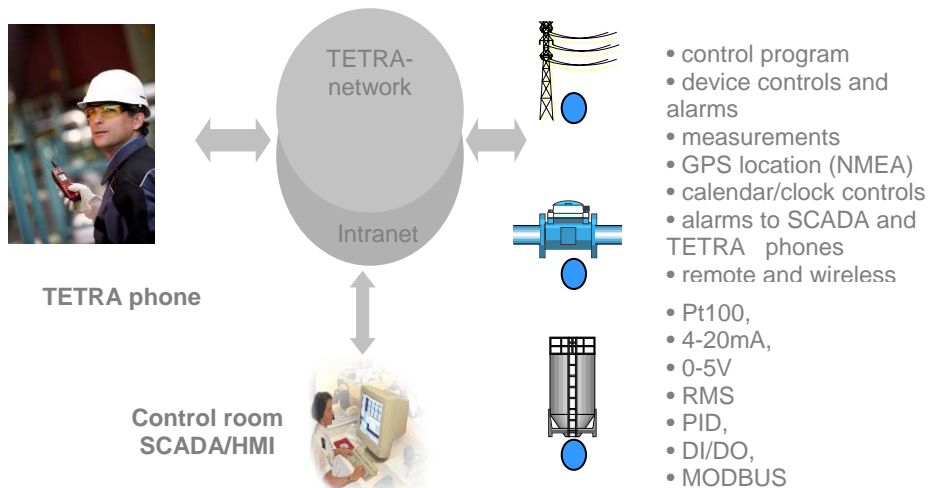 TETRA-
network
Intranet
TETRA phone
Control room
SCADA/HMI
• control program
• device controls and
alarms
• measurements
• GPS location (NMEA)
• calendar/clock controls
• alarms to SCADA and
TETRA   phones
• remote and wireless
• Pt100,
• 4-20mA,
• 0-5V
• RMS
• PID,
• DI/DO,
• MODBUS